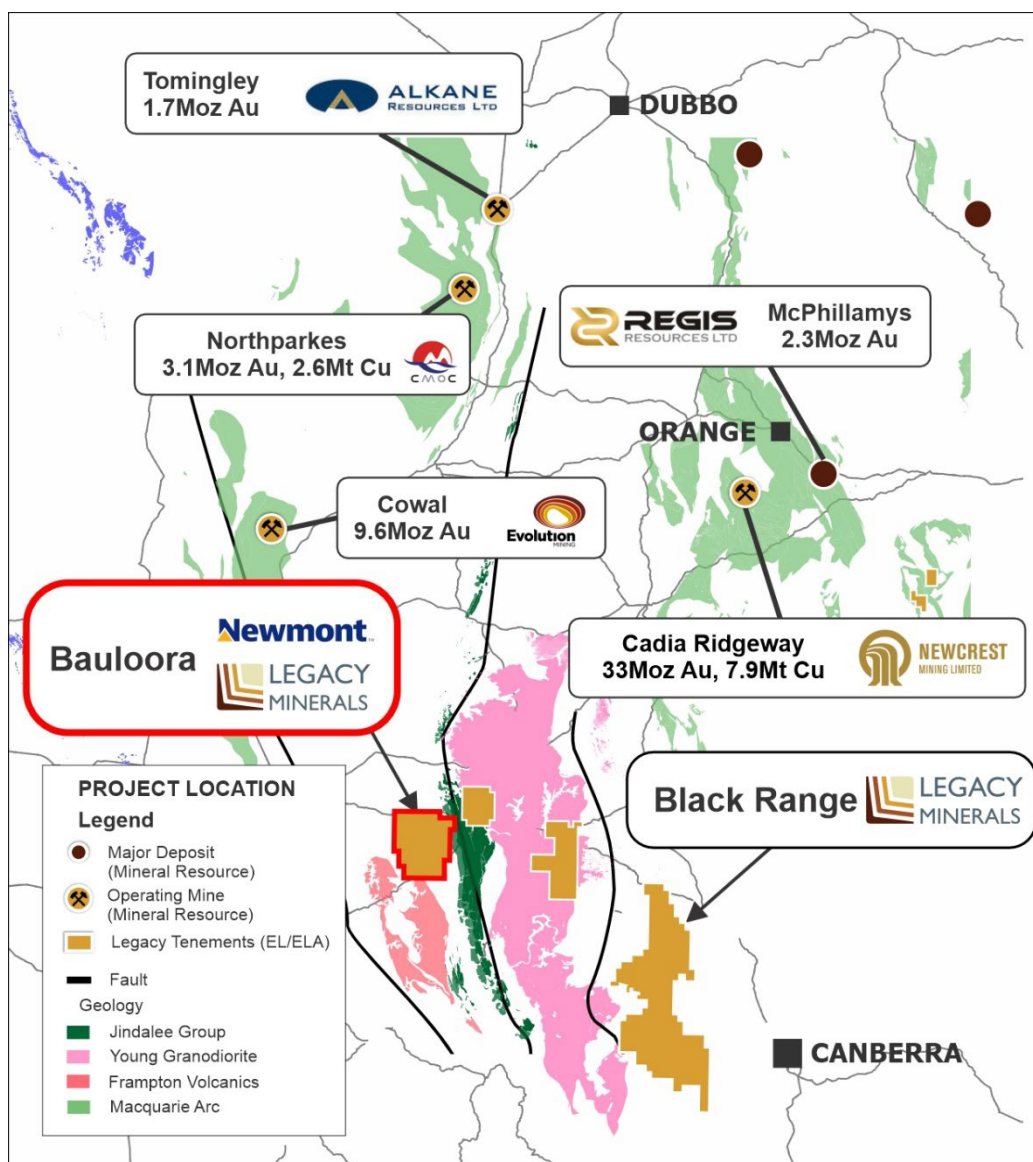 Tomingley
1.7Moz Au
ALKANE
RESOURCES LTD
DUBBO
Northparkes
3.1Moz Au, 2.6Mt Cu
CMOC
REGIS
RESOURCES LTD
McPhillamys
2.3Moz Au
ORANGE
Cowal
9.6Moz Au
Evolution
MINING
Bauloora
Newmont™
LEGACY
MINERALS
Cadia Ridgeway
33Moz Au, 7.9Mt Cu
NEWCREST
MINING LIMITED
Black Range
LEGACY
MINERALS
PROJECT LOCATION
Legend
Major Deposit
(Mineral Resource)
Operating Mine
(Mineral Resource)
Legacy Tenements (EL/ELA)
Fault
Geology
Jindalee Group
Young Granodiorite
Frampton Volcanics
Macquarie Arc
CANBERRA